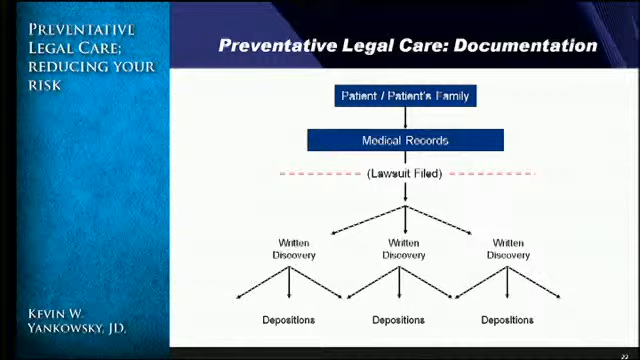 PREVENTATIVE
LEGAL CARE;
REDUCING YOUR
RISK
Preventative Legal Care: Documentation
Patient / Patient's Family
Medical Records
(Lawsuit Filed)
Written
Discovery
Written
Discovery
Written
Discovery
Depositions
Depositions
Depositions
KEVIN W.
YANKOWSKY, JD.
22